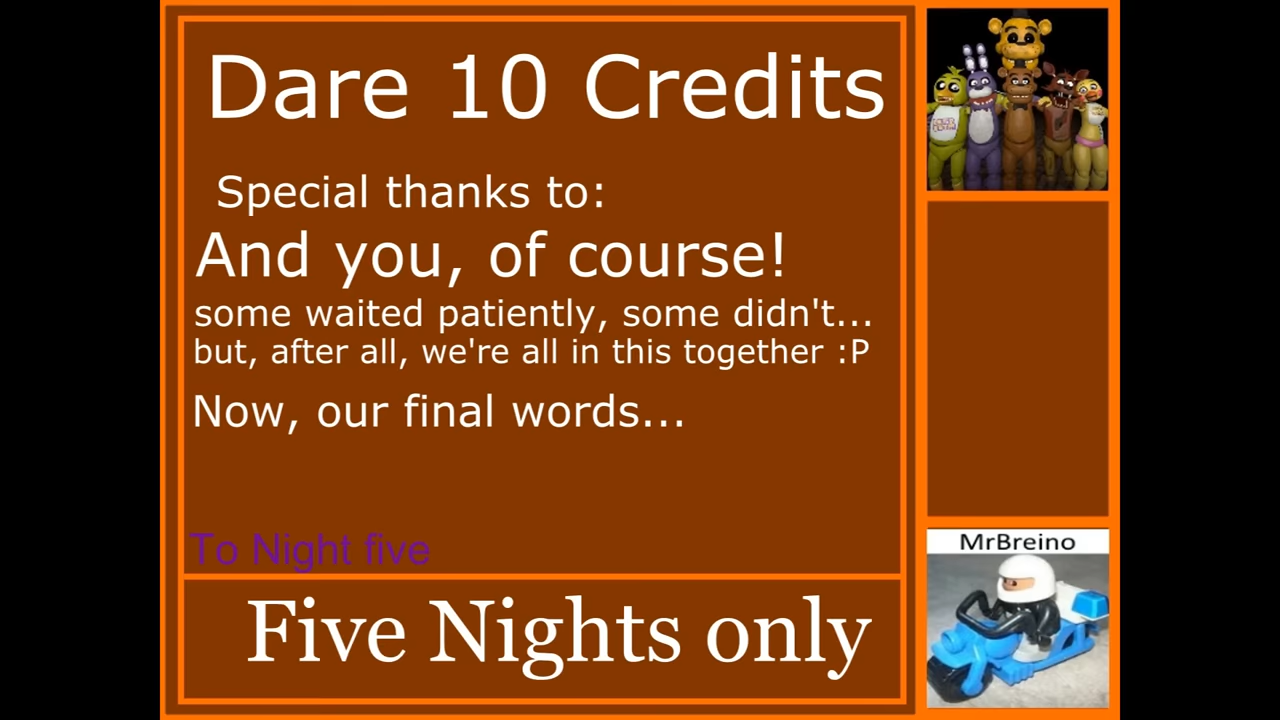 Dare 10 Credits
Special thanks to:
And you, of course!
some waited patiently, some didn't...
but, after all, we're all in this together :P
Now, our final words...
To Night five
Five Nights only
MrBreino